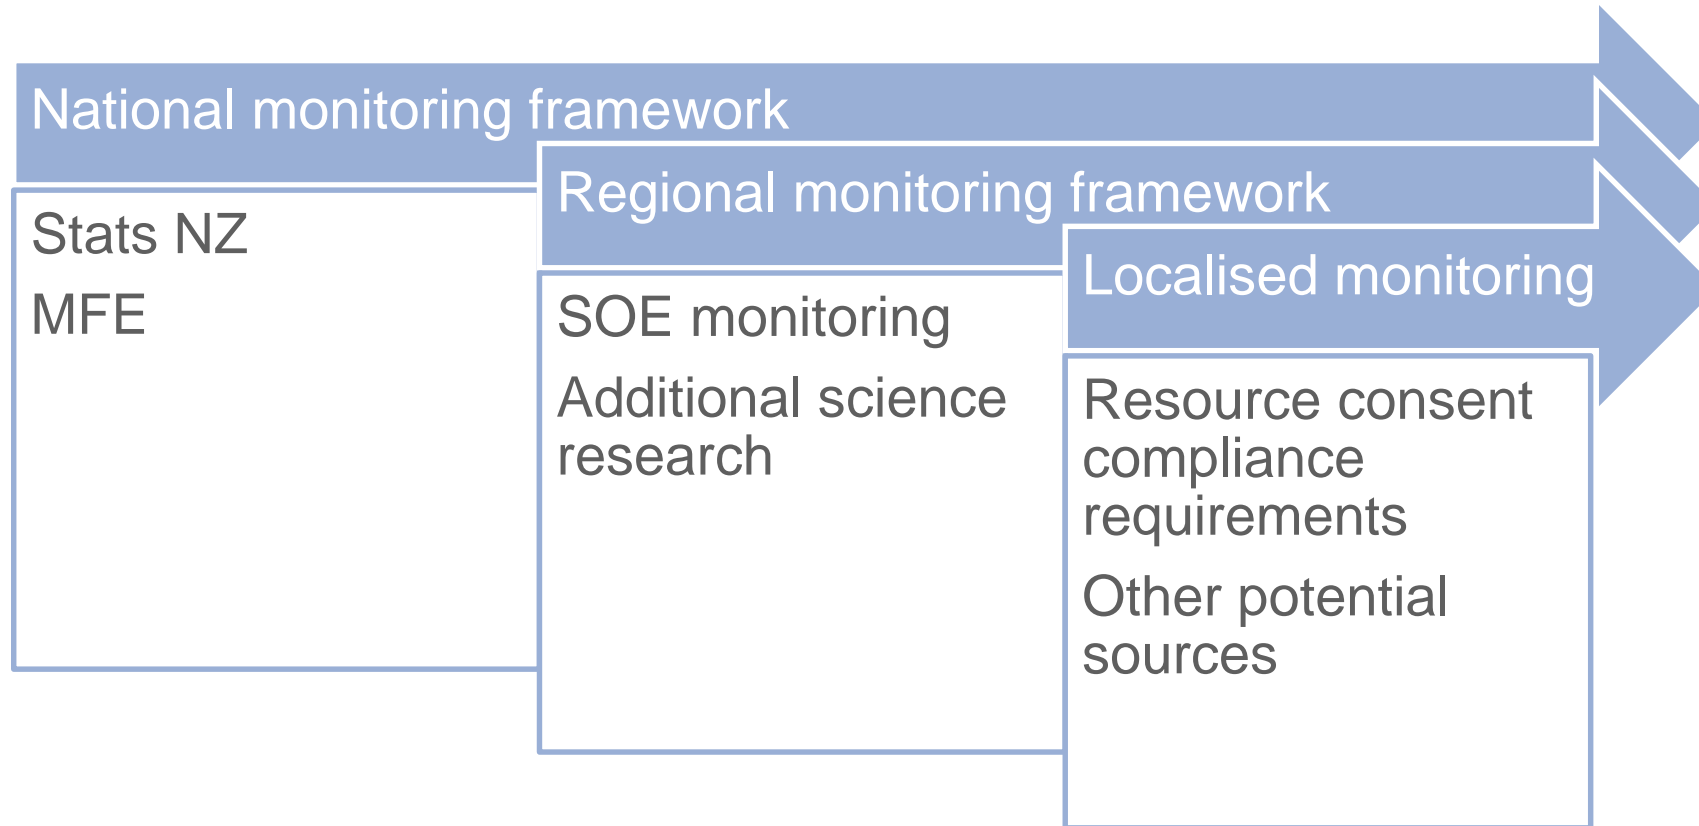 National monitoring framework
Stats NZ
MFE
Regional monitoring framework
SOE monitoring
Additional science
research
Localised monitoring
Resource consent
compliance
requirements
Other potential
sources